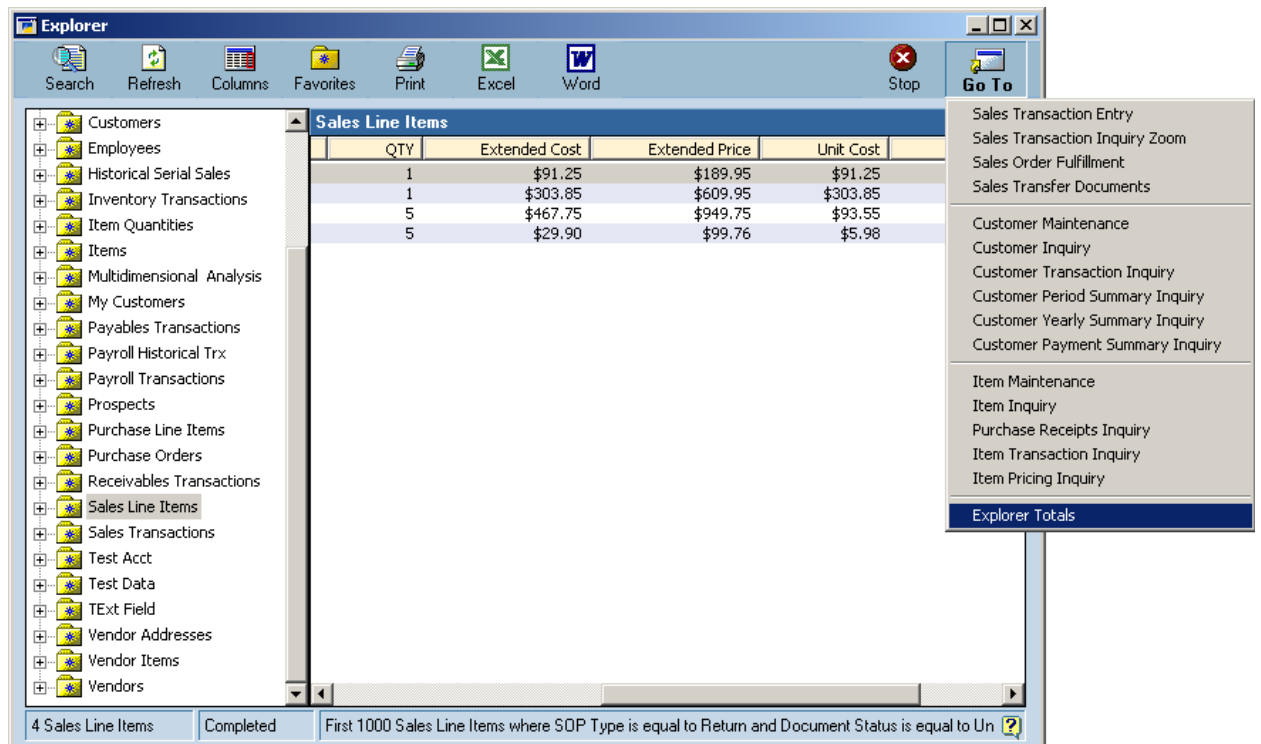 Explorer
Search Refresh Columns Favorites Print Excel Word Stop Go To
Customers
Employees
Historical Serial Sales
Inventory Transactions
Item Quantities
Items
Multidimensional Analysis
My Customers
Payables Transactions
Payroll Historical Trx
Payroll Transactions
Prospects
Purchase Line Items
Purchase Orders
Receivables Transactions
Sales Line Items
Sales Transactions
Test Acct
Test Data
TExt Field
Vendor Addresses
Vendor Items
Vendors
Sales Line Items
QTY Extended Cost Extended Price Unit Cost
1 $91.25 $189.95 $91.25
1 $303.85 $609.95 $303.85
5 $467.75 $949.75 $93.55
5 $29.90 $99.76 $5.98
Sales Transaction Entry
Sales Transaction Inquiry Zoom
Sales Order Fulfillment
Sales Transfer Documents
Customer Maintenance
Customer Inquiry
Customer Transaction Inquiry
Customer Period Summary Inquiry
Customer Yearly Summary Inquiry
Customer Payment Summary Inquiry
Item Maintenance
Item Inquiry
Purchase Receipts Inquiry
Item Transaction Inquiry
Item Pricing Inquiry
Explorer Totals
4 Sales Line Items Completed First 1000 Sales Line Items where SOP Type is equal to Return and Document Status is equal to Un